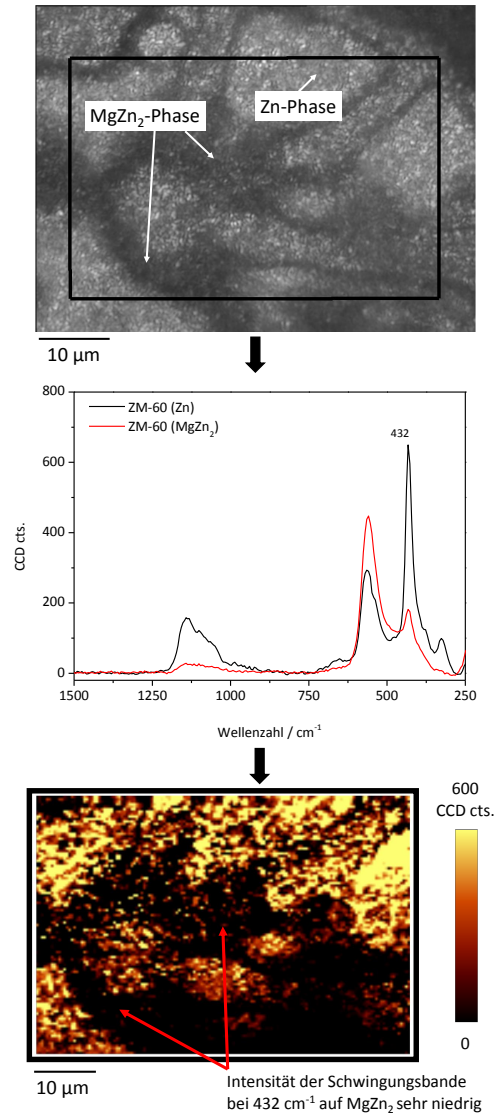 MgZn₂-Phase
Zn-Phase
10 µm
800
600
400
200
0
CCD cts.
ZM-60 (Zn)
ZM-60 (MgZn₂)
432
1500
1250
1000
750
500
250
Wellenzahl / cm⁻¹
600
CCD cts.
0
10 µm
Intensität der Schwingungsbande
bei 432 cm⁻¹ auf MgZn₂ sehr niedrig